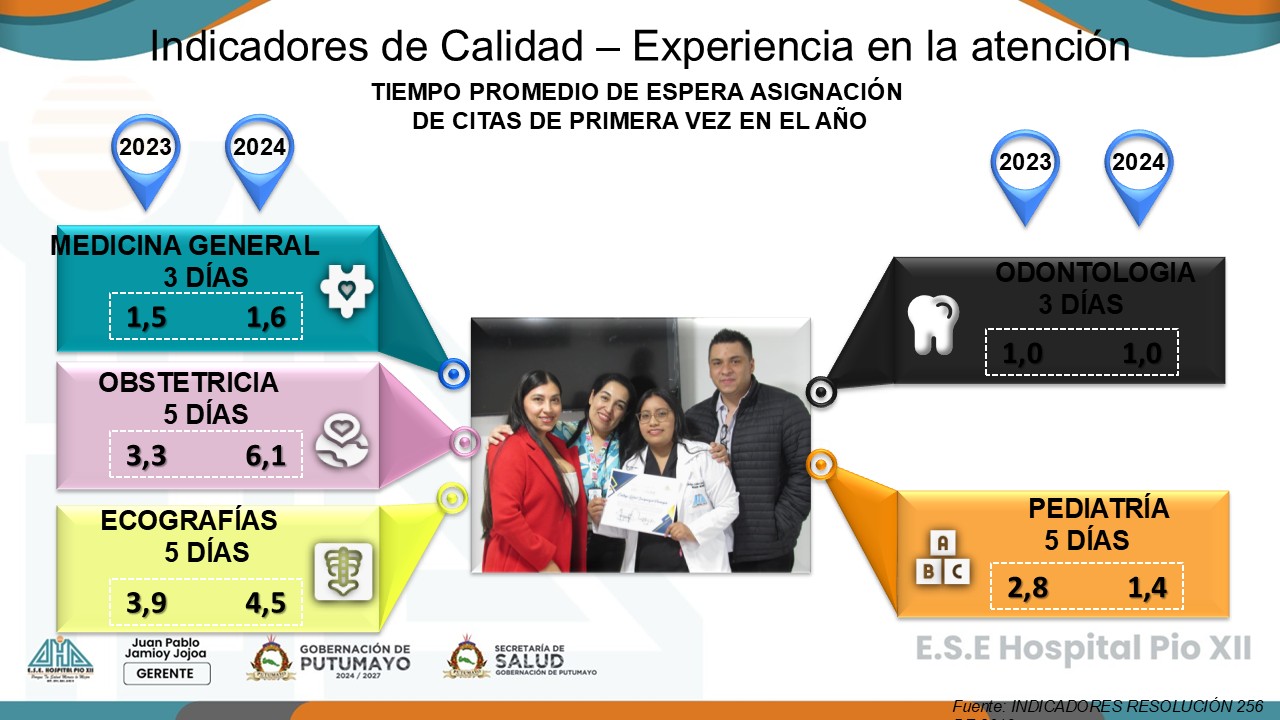 Indicadores de Calidad – Experiencia en la atención
TIEMPO PROMEDIO DE ESPERA ASIGNACIÓN
DE CITAS DE PRIMERA VEZ EN EL AÑO
2023 2024
2023 2024
MEDICINA GENERAL
3 DÍAS
1,5 1,6
OBSTETRICIA
5 DÍAS
3,3 6,1
ECOGRAFÍAS
5 DÍAS
3,9 4,5
ODONTOLOGIA
3 DÍAS
1,0 1,0
A
B C
PEDIATRÍA
5 DÍAS
2,8 1,4
E.S.E. HOSPITAL PIO XII
Juan Pablo
Jamioy Jojoa
GERENTE
GOBERNACIÓN DE
PUTUMAYO
2024 / 2027
SECRETARÍA DE
SALUD
GOBERNACIÓN DE PUTUMAYO
E.S.E Hospital Pio XII
Fuente: INDICADORES RESOLUCIÓN 256